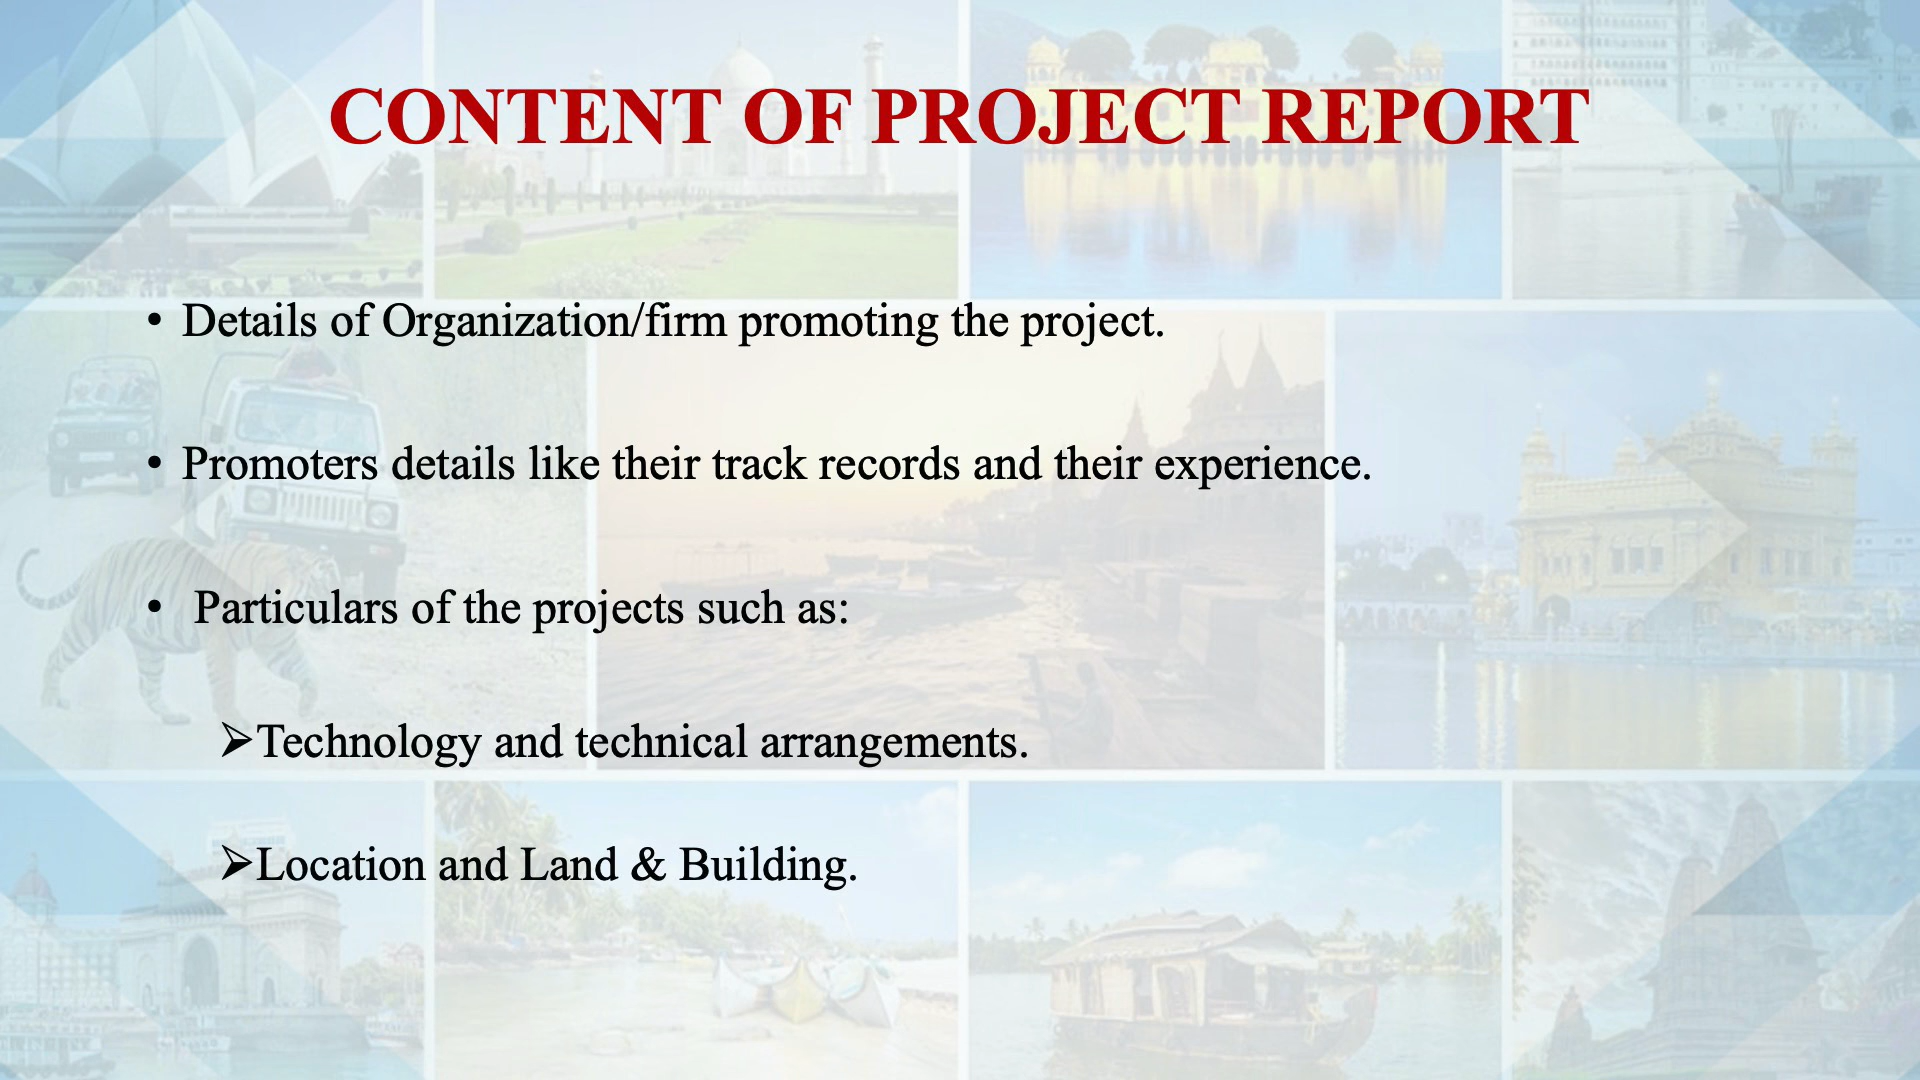 CONTENT OF PROJECT REPORT
• Details of Organization/firm promoting the project.
• Promoters details like their track records and their experience.
• Particulars of the projects such as:
➢Technology and technical arrangements.
➢Location and Land & Building.